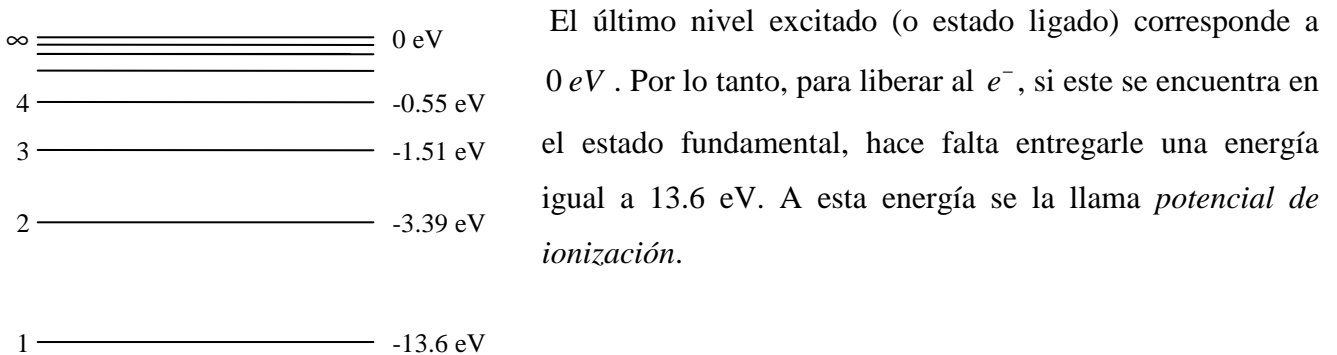 ∞ 0 eV
4 -0.55 eV
3 -1.51 eV
2 -3.39 eV
1 -13.6 eV
El último nivel excitado (o estado ligado) corresponde a
0 eV . Por lo tanto, para liberar al e⁻, si este se encuentra en
el estado fundamental, hace falta entregarle una energía
igual a 13.6 eV. A esta energía se la llama potencial de
ionización.